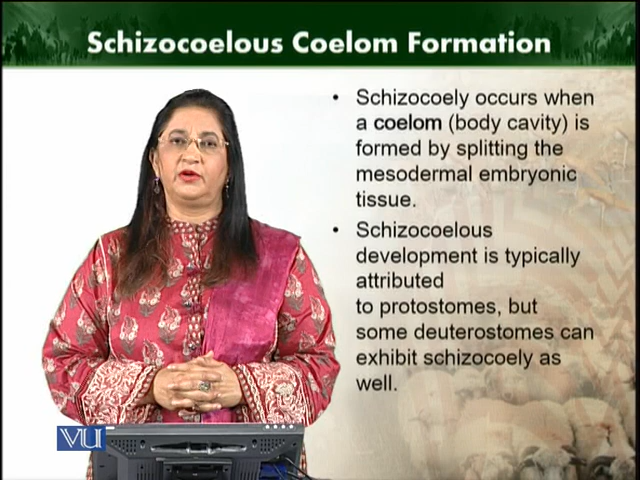 Schizocoelous Coelom Formation
• Schizocoely occurs when
a coelom (body cavity) is
formed by splitting the
mesodermal embryonic
tissue.
• Schizocoelous
development is typically
attributed
to protostomes, but
some deuterostomes can
exhibit schizocoely as
well.
VU